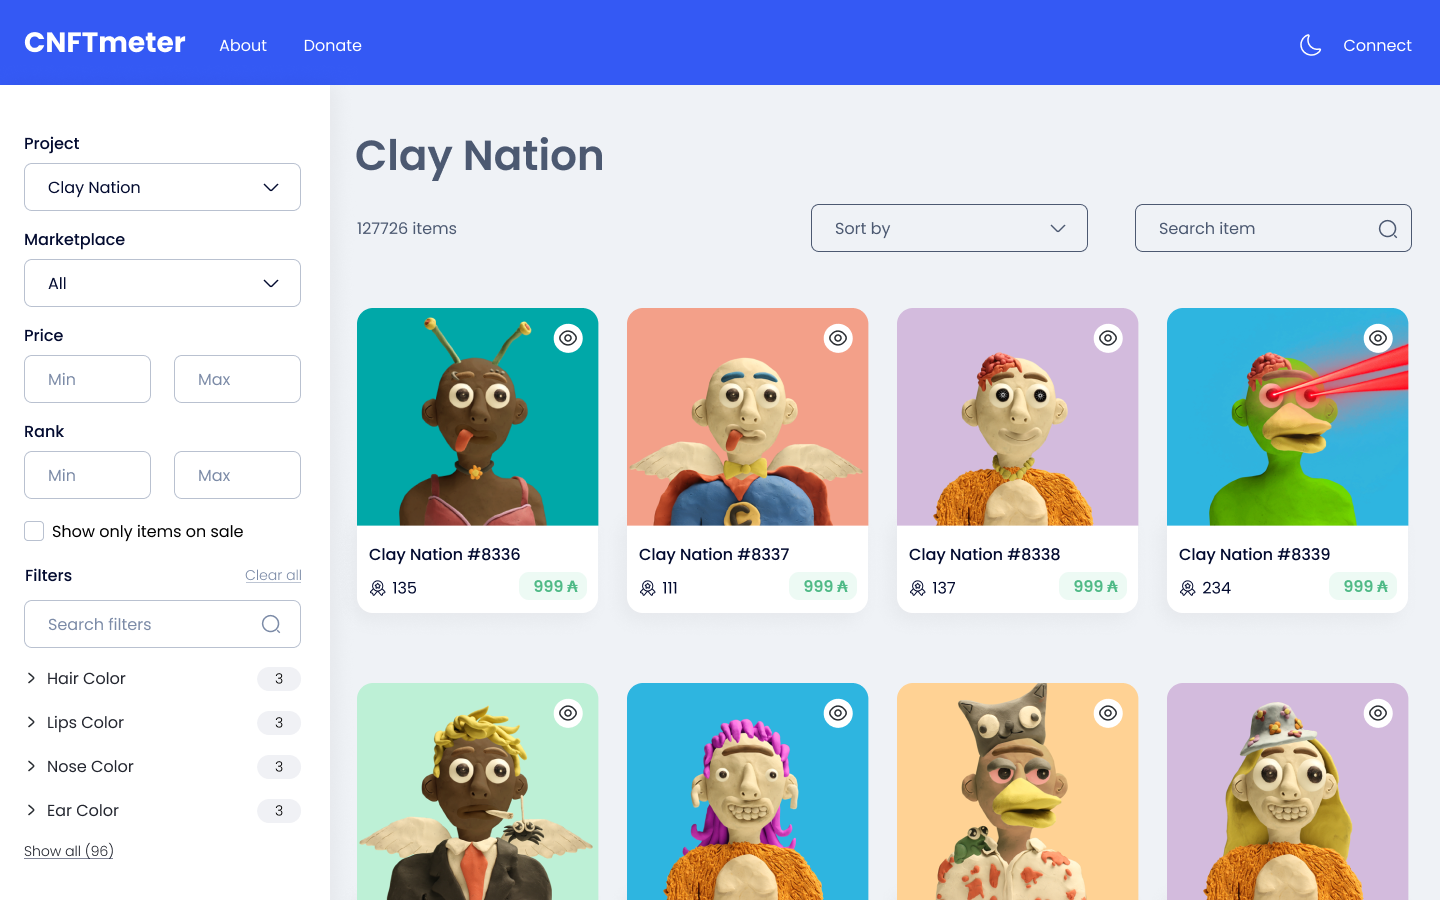 CNFTmeter
About
Donate
Connect
Project
Clay Nation
Marketplace
All
Price
Min
Max
Rank
Min
Max
Show only items on sale
Filters
Clear all
Search filters
Hair Color
3
Lips Color
3
Nose Color
3
Ear Color
3
Show all (96)
Clay Nation
127726 items
Sort by
Search item
Clay Nation #8336
135
999 ₳
Clay Nation #8337
111
999 ₳
Clay Nation #8338
137
999 ₳
Clay Nation #8339
234
999 ₳
C